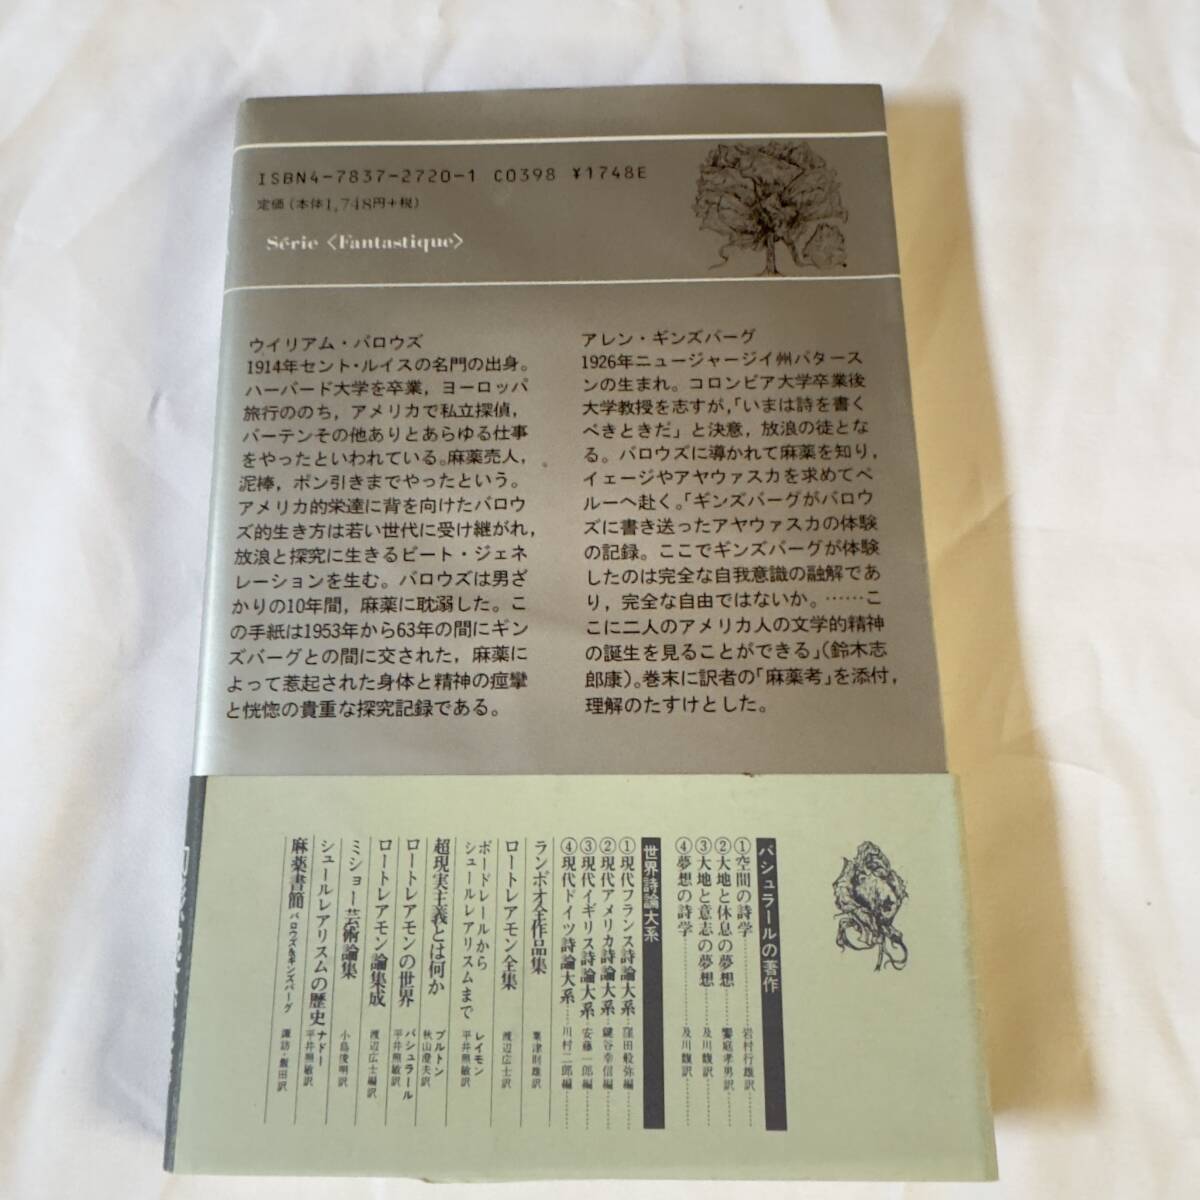 ISBN4-7837-2720-1 C0398 ¥1748E
定価(本体1,748円+税)
Série〈Fantastique〉
ウイリアム・バロウズ
1914年セント・ルイスの名門の出身。
ハーバード大学を卒業，ヨーロッパ
旅行ののち，アメリカで私立探偵，
バーテンその他ありとあらゆる仕事
をやったといわれている。麻薬売人，
泥棒，ポン引きまでやったという。
アメリカ的栄達に背を向けたバロウ
ズ的生き方は若い世代に受け継がれ，
放浪と探究に生きるビート・ジェネ
レーションを生む。バロウズは男ざ
かりの10年間，麻薬に耽弱した。こ
の手紙は1953年から63年の間にギン
ズバーグとの間に交された，麻薬に
よって惹起された身体と精神の痙攣
と恍惚の貴重な探究記録である。
アレン・ギンズバーグ
1926年ニュージャージイ州パタース
ンの生まれ。コロンビア大学卒業後
大学教授を志すが，「いまは詩を書く
べきときだ」と決意，放浪の徒とな
る。バロウズに導かれて麻薬を知り，
イェージやアヤウァスカを求めてペ
ルーへ赴く。「ギンズバーグがバロウ
ズに書き送ったアヤウァスカの体験
の記録。ここでギンズバーグが体験
したのは完全な自我意識の融解であ
り，完全な自由ではないか。……こ
こに二人のアメリカ人の文学的精神
の誕生を見ることができる」(鈴木志
郎康)。巻末に訳者の「麻薬考」を添付，
理解のたすけとした。
バシュラールの著作
①空間の詩学……岩村行雄訳
②大地と休息の夢想……饗庭孝男訳
③大地と意志の夢想……及川馥訳
④夢想の詩学……及川馥訳
世界詩論大系
①現代フランス詩論大系…窪田般弥編
②現代アメリカ詩論大系…鍵谷幸信編
③現代イギリス詩論大系…安藤一郎編
④現代ドイツ詩論大系…川村二郎編
ランボオ全作品集 粟津則雄訳
ロートレアモン全集 渡辺広士訳
ボードレールから
シュールレアリスムまで レイモン
平井照敏訳
超現実主義とは何か ブルトン
秋山澄夫訳
ロートレアモンの世界 バシュラール
平井照敏訳
ロートレアモン論集成 渡辺広士編訳
ミショー芸術論集 小島俊明訳
シュールレアリスムの歴史 ナドー
平井照敏訳
麻薬書簡 バロウズ&ギンズバーグ 諏訪・飯田訳